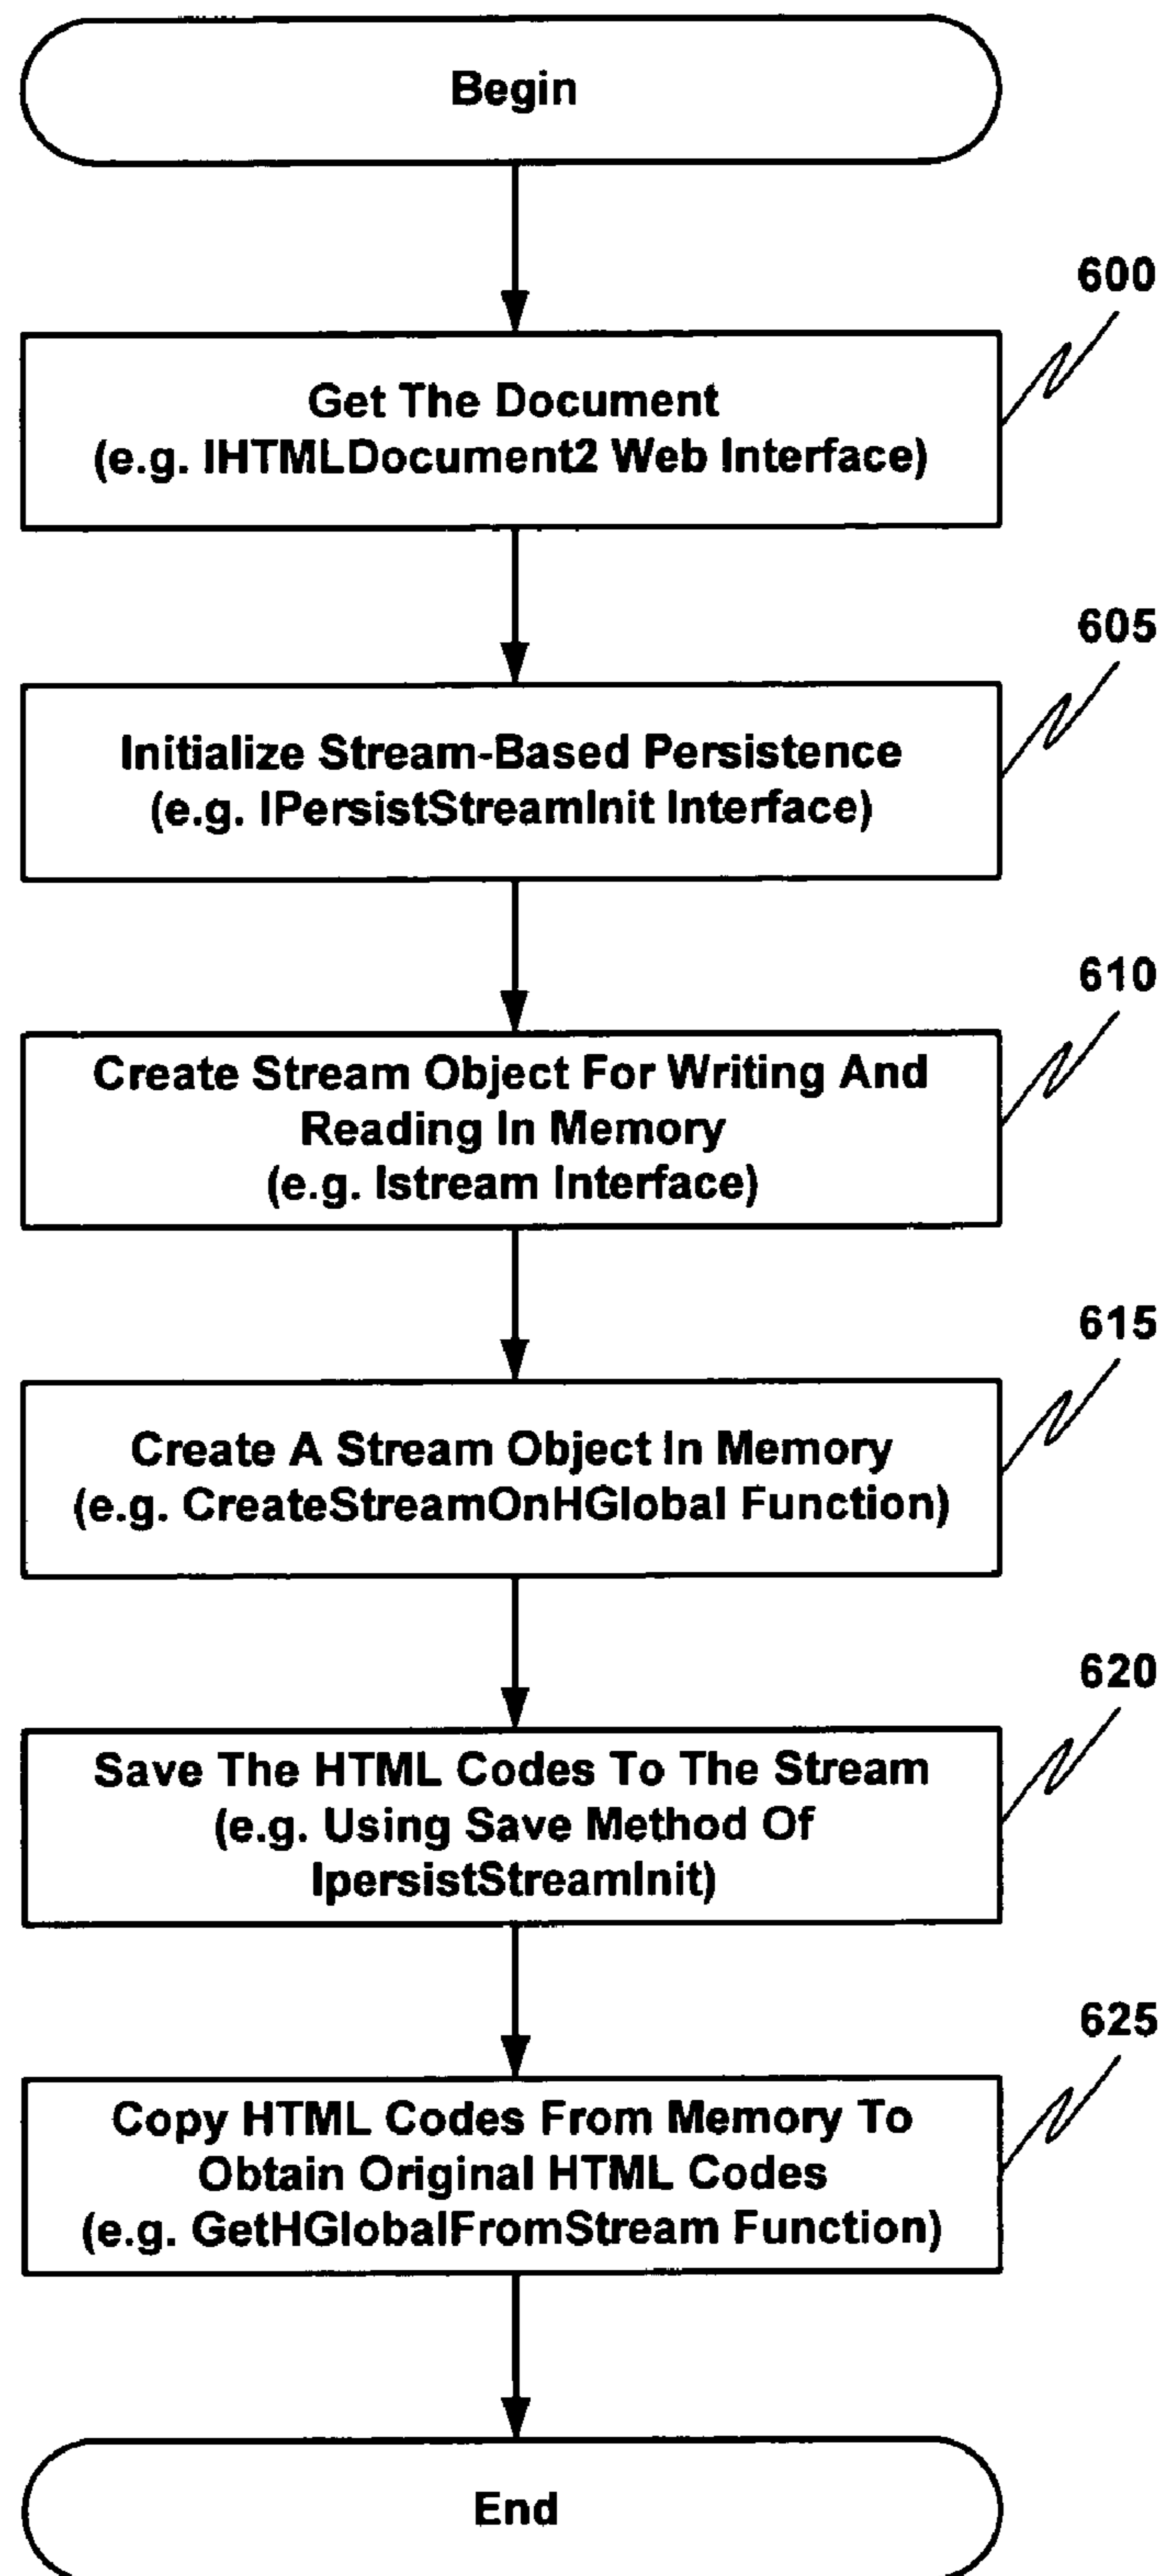 Begin
600
Get The Document
(e.g. IHTMLDocument2 Web Interface)
605
Initialize Stream-Based Persistence
(e.g. IPersistStreamInit Interface)
610
Create Stream Object For Writing And
Reading In Memory
(e.g. Istream Interface)
615
Create A Stream Object In Memory
(e.g. CreateStreamOnHGlobal Function)
620
Save The HTML Codes To The Stream
(e.g. Using Save Method Of
IpersistStreamInit)
625
Copy HTML Codes From Memory To
Obtain Original HTML Codes
(e.g. GetHGlobalFromStream Function)
End